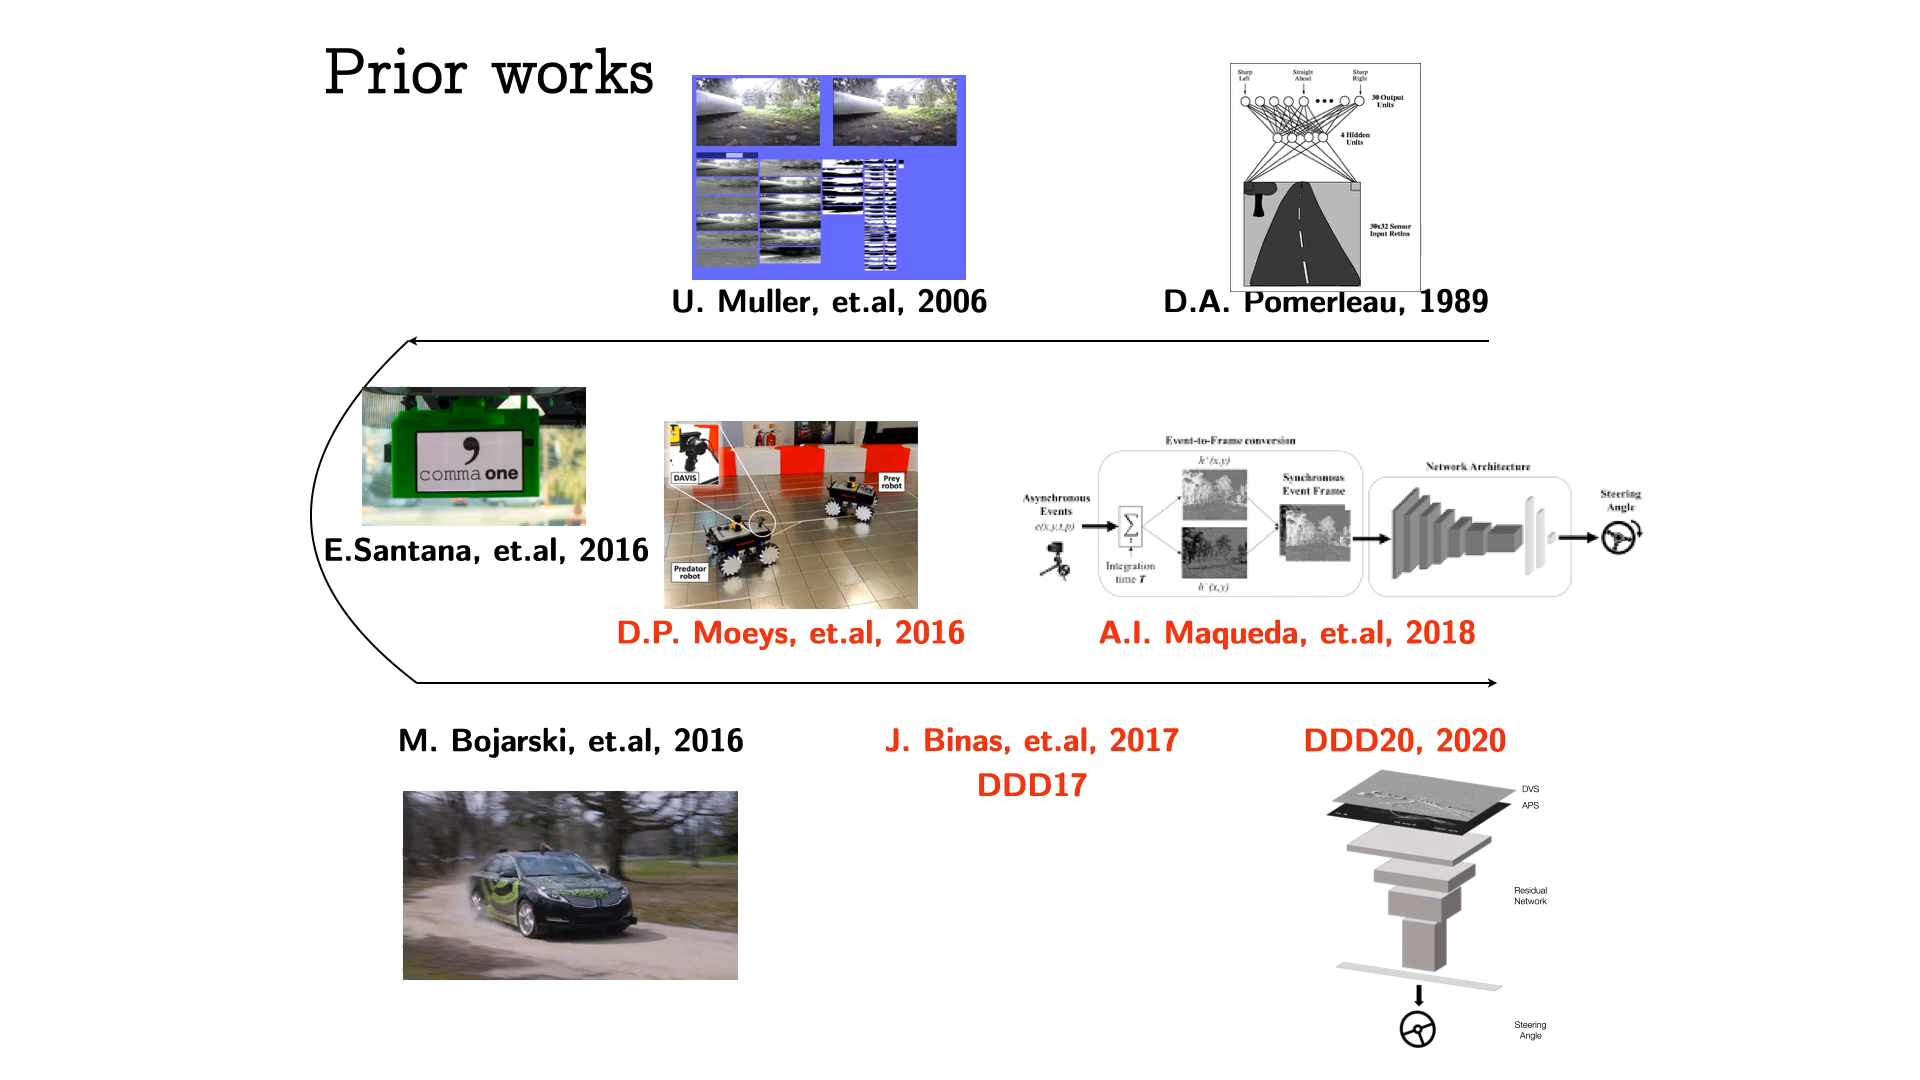 Prior works
Sharp Left
Straight Ahead
Sharp Right
30 Output Units
4 Hidden Units
30x32 Sensor Input Retina
U. Muller, et.al, 2006
D.A. Pomerleau, 1989
comma one
E.Santana, et.al, 2016
DAVIS
Prey robot
Predator robot
D.P. Moeys, et.al, 2016
Event-to-Frame conversion
Network Architecture
Asynchronous Events
e(x,y,t,p)
Σ
t
Integration time T
h⁺(x,y)
h⁻(x,y)
Synchronous Event Frame
Steering Angle
A.I. Maqueda, et.al, 2018
M. Bojarski, et.al, 2016
J. Binas, et.al, 2017
DDD17
DDD20, 2020
DVS
APS
Residual
Network
Steering
Angle